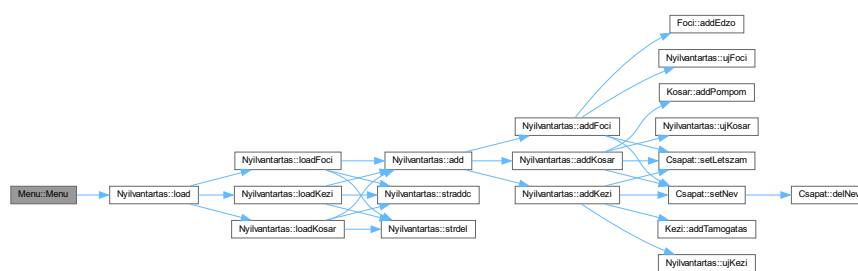 Menu::Menu
Nyilvantartas::load
Nyilvantartas::loadFoci
Nyilvantartas::loadKezi
Nyilvantartas::loadKosar
Nyilvantartas::add
Nyilvantartas::straddc
Nyilvantartas::strdel
Nyilvantartas::addFoci
Nyilvantartas::addKosar
Nyilvantartas::addKezi
Foci::addEdzo
Nyilvantartas::ujFoci
Kosar::addPompom
Nyilvantartas::ujKosar
Csapat::setLetszam
Csapat::setNev
Kezi::addTamogatas
Nyilvantartas::ujKezi
Csapat::delNev